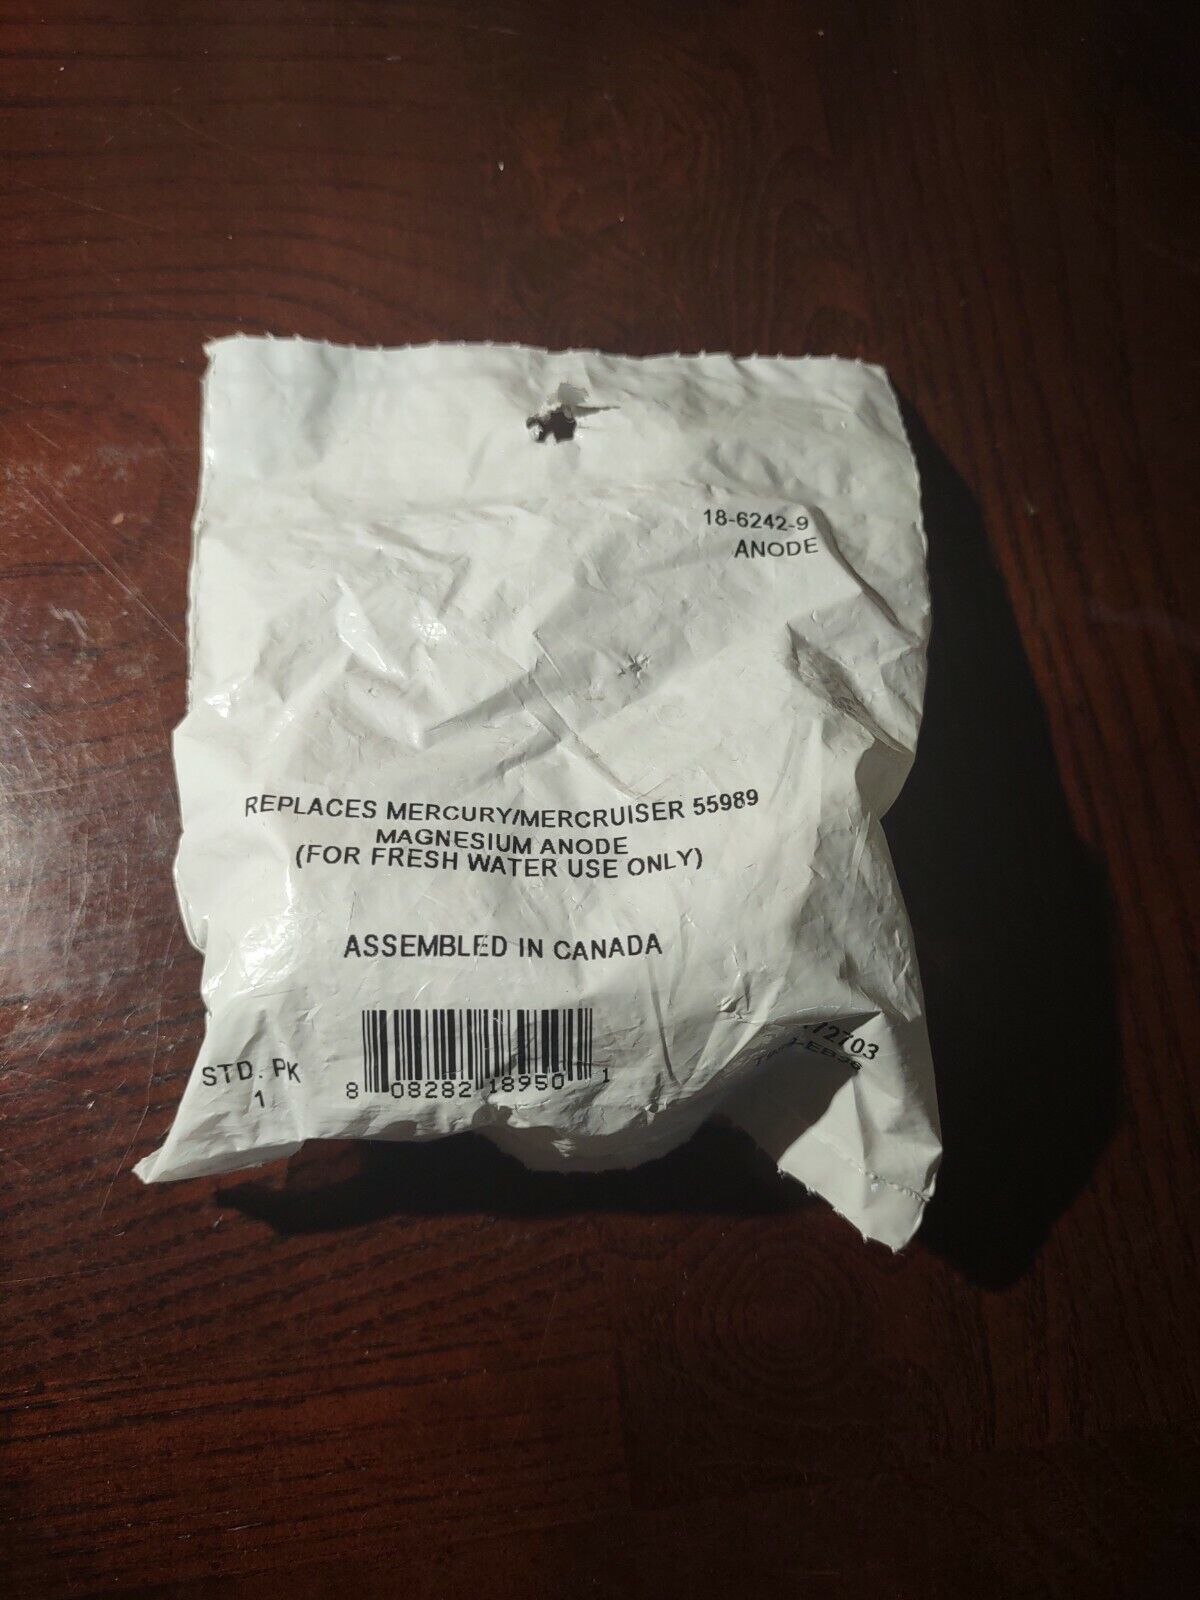 18-6242-9
ANODE
REPLACES MERCURY/MERCRUISER 55989
MAGNESIUM ANODE
(FOR FRESH WATER USE ONLY)
ASSEMBLED IN CANADA
STD. PK
1
8 08282 18950 1